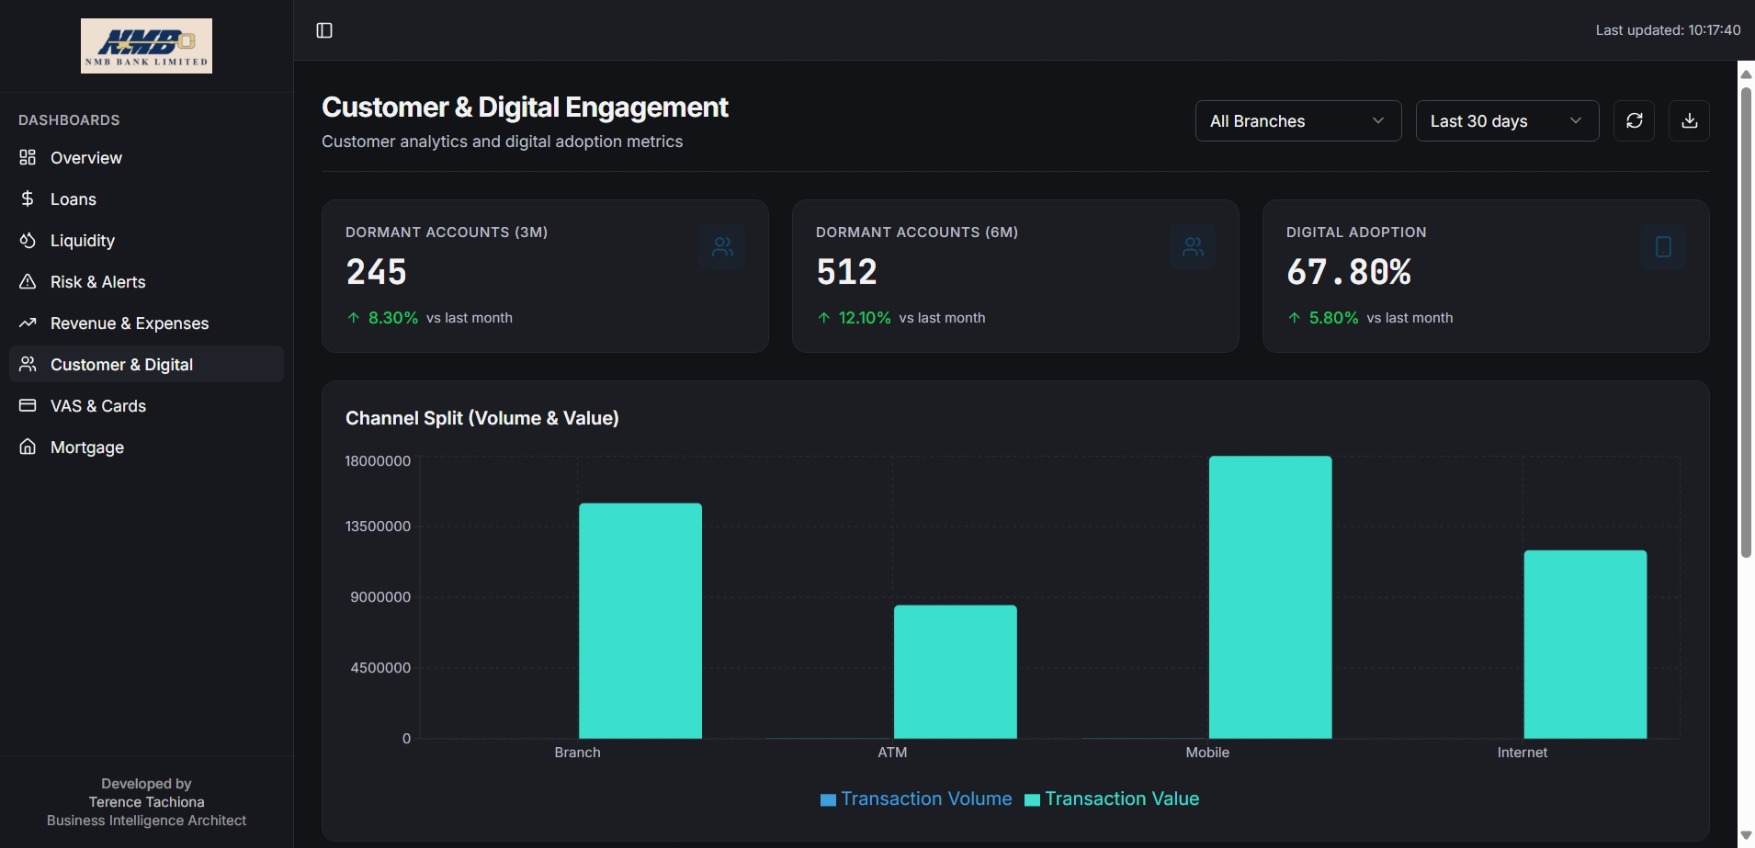 NMB
NMB BANK LIMITED
Last updated: 10:17:40
DASHBOARDS
Overview
Loans
Liquidity
Risk & Alerts
Revenue & Expenses
Customer & Digital
VAS & Cards
Mortgage
Developed by
Terence Tachiona
Business Intelligence Architect
Customer & Digital Engagement
Customer analytics and digital adoption metrics
All Branches
Last 30 days
DORMANT ACCOUNTS (3M)
245
↑ 8.30% vs last month
DORMANT ACCOUNTS (6M)
512
↑ 12.10% vs last month
DIGITAL ADOPTION
67.80%
↑ 5.80% vs last month
Channel Split (Volume & Value)
18000000
13500000
9000000
4500000
0
Branch ATM Mobile Internet
Transaction Volume Transaction Value